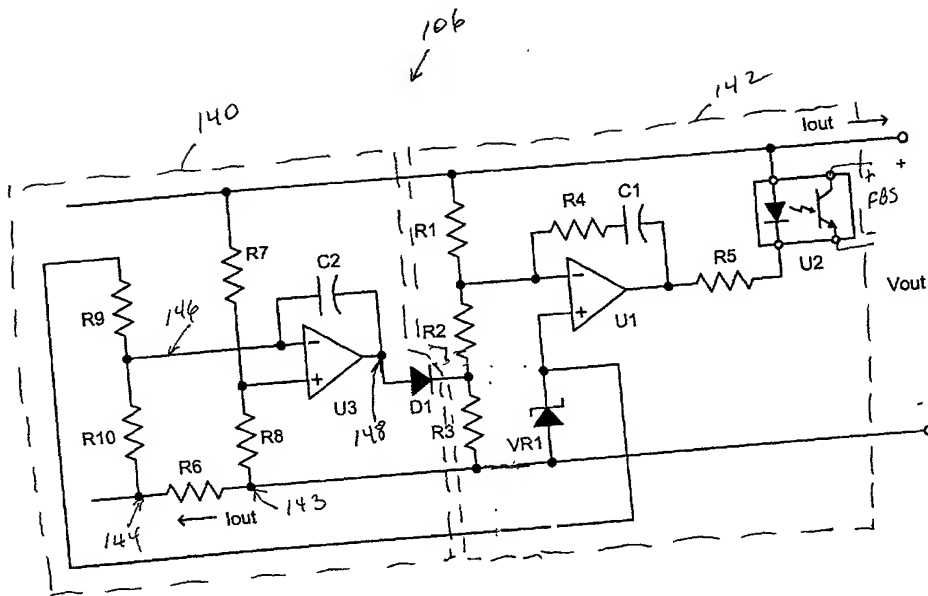 106
140
142
Iout
+
R1
R4
C1
FBS
R7
C2
R5
U2
R9
146
−
−
Vout
+
U1
R2
+
U3
D1
148
R10
R8
R3
VR1
R6
143
144
Iout